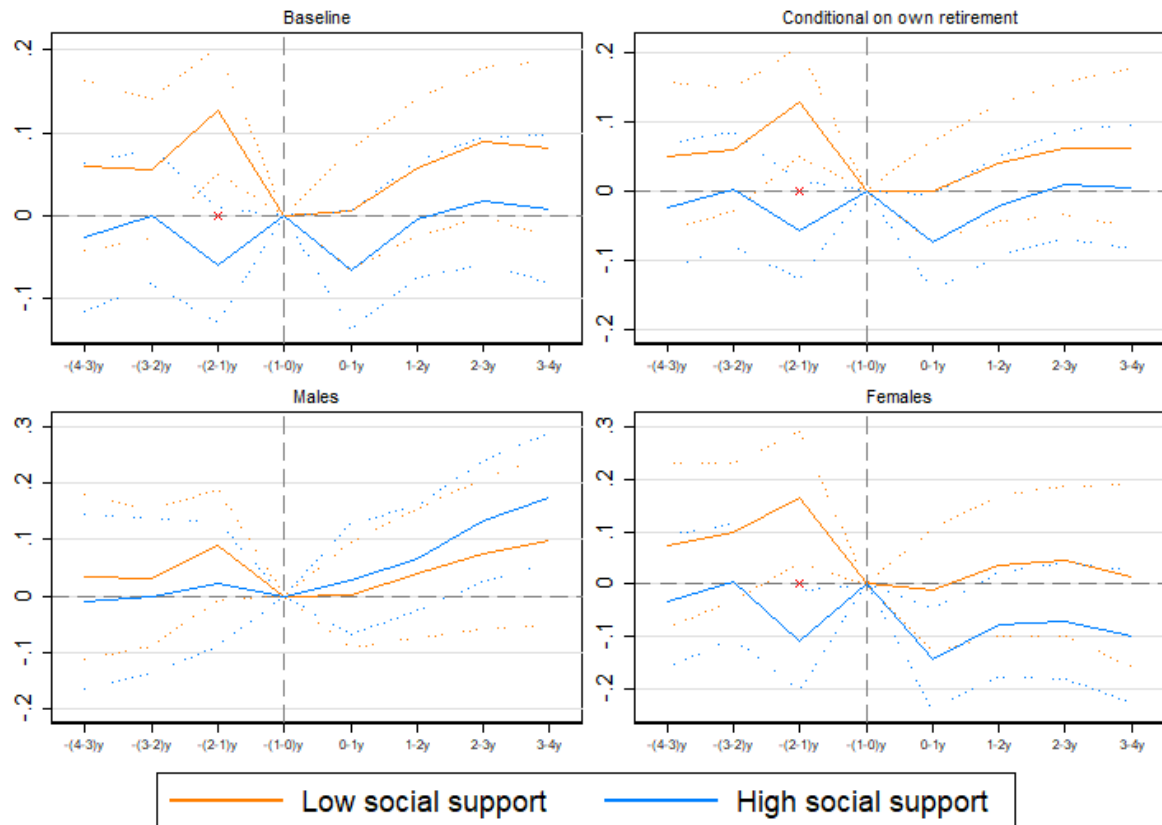 Baseline
Conditional on own retirement
.2
.1
0
-.1
-(4-3)y -(3-2)y -(2-1)y -(1-0)y 0-1y 1-2y 2-3y 3-4y
.2
.1
0
-.1
-.2
-(4-3)y -(3-2)y -(2-1)y -(1-0)y 0-1y 1-2y 2-3y 3-4y
Males
Females
.3
.2
.1
0
-.1
-.2
-(4-3)y -(3-2)y -(2-1)y -(1-0)y 0-1y 1-2y 2-3y 3-4y
.3
.2
.1
0
-.1
-.2
-(4-3)y -(3-2)y -(2-1)y -(1-0)y 0-1y 1-2y 2-3y 3-4y
Low social support
High social support